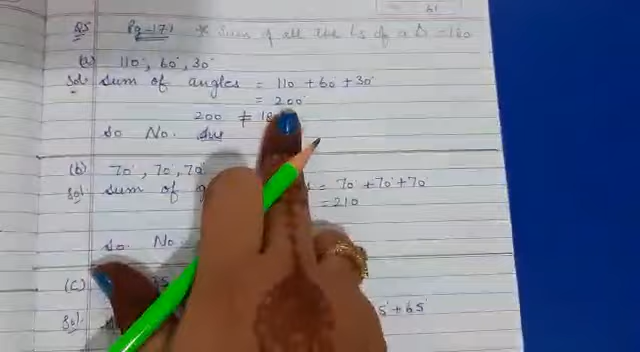 Q5 Pg-171 * Sum of all the ∠s of a Δ = 180
(a) 110°, 60°, 30°
Sol. Sum of angles = 110 + 60 + 30°
= 200°
200 ≠ 18
So No.
(b) 70°, 70°, 70°
Sol Sum of = 70° + 70° + 70°
= 210
So No.
(c)
Sol. 5° + 65°